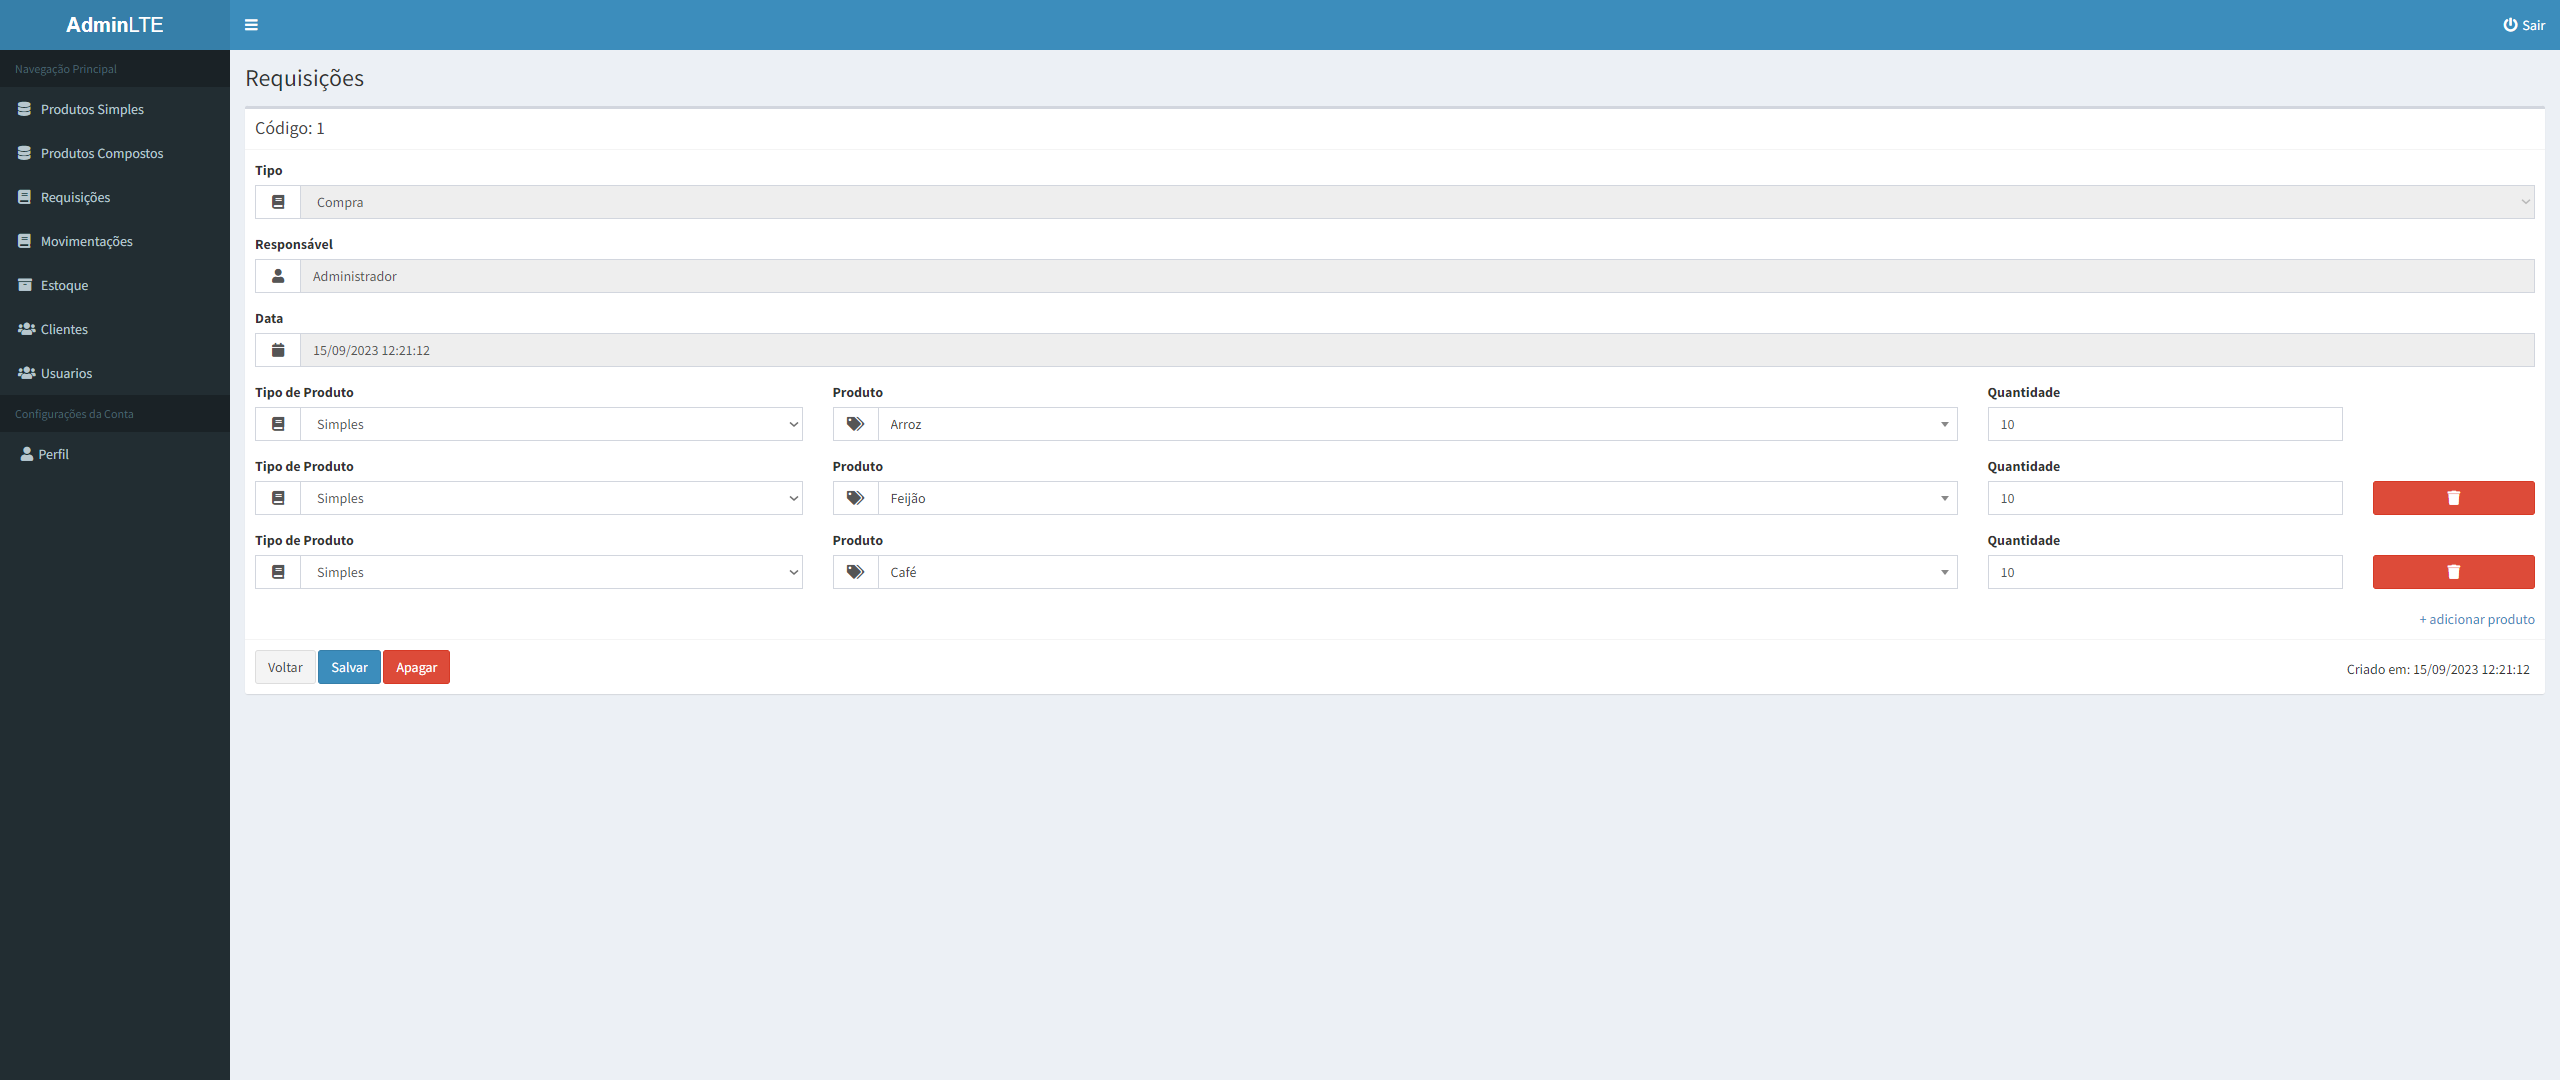 AdminLTE
Sair
Navegação Principal
Produtos Simples
Produtos Compostos
Requisições
Movimentações
Estoque
Clientes
Usuarios
Configurações da Conta
Perfil
Requisições
Código: 1
Tipo
Compra
Responsável
Administrador
Data
15/09/2023 12:21:12
Tipo de Produto Produto Quantidade
Simples Arroz 10
Tipo de Produto Produto Quantidade
Simples Feijão 10
Tipo de Produto Produto Quantidade
Simples Café 10
+ adicionar produto
Voltar Salvar Apagar Criado em: 15/09/2023 12:21:12